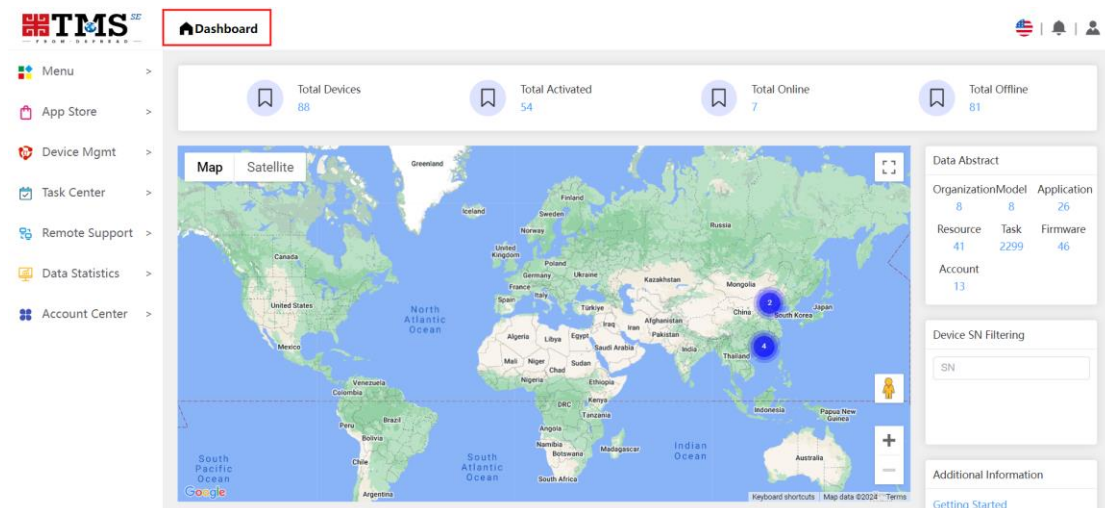 TMS SE
FROM DSPREAD
Dashboard
Menu >
App Store >
Device Mgmt >
Task Center >
Remote Support >
Data Statistics >
Account Center >
Total Devices
88
Total Activated
54
Total Online
7
Total Offline
81
Map Satellite
Greenland
Iceland
Finland
Sweden
Norway
Russia
Canada
United
Kingdom
Poland
Germany
Ukraine
France
Kazakhstan
Mongolia
Spain
Italy
Türkiye
United States
North
Atlantic
Ocean
2
China
South Korea
Japan
Afghanistan
Iraq
Iran
Pakistan
Algeria
Libya
Egypt
Saudi Arabia
India
4
Thailand
Mexico
Mali
Niger
Chad
Sudan
Nigeria
Ethiopia
Venezuela
Colombia
DRC
Kenya
Tanzania
Indonesia
Papua New
Guinea
Peru
Brazil
Bolivia
Angola
Namibia
Botswana
Madagascar
South
Pacific
Ocean
Chile
South
Atlantic
Ocean
South Africa
Indian
Ocean
Australia
Argentina
Google
Keyboard shortcuts Map data ©2024 Terms
Data Abstract
Organization Model Application
8 8 26
Resource Task Firmware
41 2299 46
Account
13
Device SN Filtering
SN
Additional Information
Getting Started